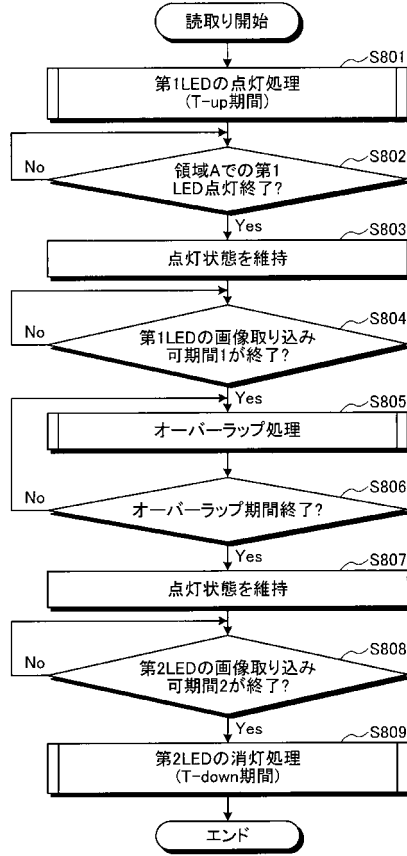 読取り開始
S801
第1LEDの点灯処理
(T-up期間)
S802
領域Aでの第1
LED点灯終了?
No
Yes
S803
点灯状態を維持
S804
第1LEDの画像取り込み
可期間1が終了?
No
Yes
S805
オーバーラップ処理
S806
オーバーラップ期間終了?
No
Yes
S807
点灯状態を維持
S808
第2LEDの画像取り込み
可期間2が終了?
No
Yes
S809
第2LEDの消灯処理
(T-down期間)
エンド